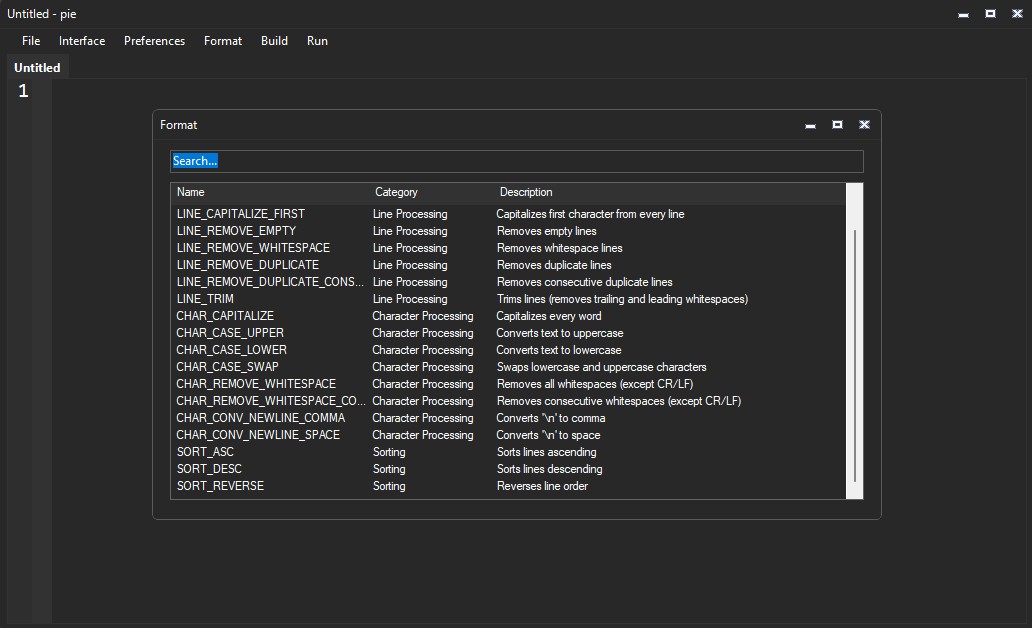 Untitled - pie
File Interface Preferences Format Build Run
Untitled
1
Format
Search...
Name Category Description
LINE_CAPITALIZE_FIRST Line Processing Capitalizes first character from every line
LINE_REMOVE_EMPTY Line Processing Removes empty lines
LINE_REMOVE_WHITESPACE Line Processing Removes whitespace lines
LINE_REMOVE_DUPLICATE Line Processing Removes duplicate lines
LINE_REMOVE_DUPLICATE_CONS... Line Processing Removes consecutive duplicate lines
LINE_TRIM Line Processing Trims lines (removes trailing and leading whitespaces)
CHAR_CAPITALIZE Character Processing Capitalizes every word
CHAR_CASE_UPPER Character Processing Converts text to uppercase
CHAR_CASE_LOWER Character Processing Converts text to lowercase
CHAR_CASE_SWAP Character Processing Swaps lowercase and uppercase characters
CHAR_REMOVE_WHITESPACE Character Processing Removes all whitespaces (except CR/LF)
CHAR_REMOVE_WHITESPACE_CO... Character Processing Removes consecutive whitespaces (except CR/LF)
CHAR_CONV_NEWLINE_COMMA Character Processing Converts '\n' to comma
CHAR_CONV_NEWLINE_SPACE Character Processing Converts '\n' to space
SORT_ASC Sorting Sorts lines ascending
SORT_DESC Sorting Sorts lines descending
SORT_REVERSE Sorting Reverses line order